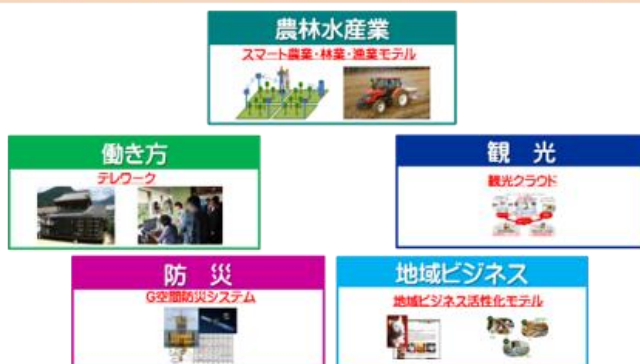 農林水産業
スマート農業・林業・漁業モデル
働き方
テレワーク
観 光
観光クラウド
防 災
G空間防災システム
地域ビジネス
地域ビジネス活性化モデル